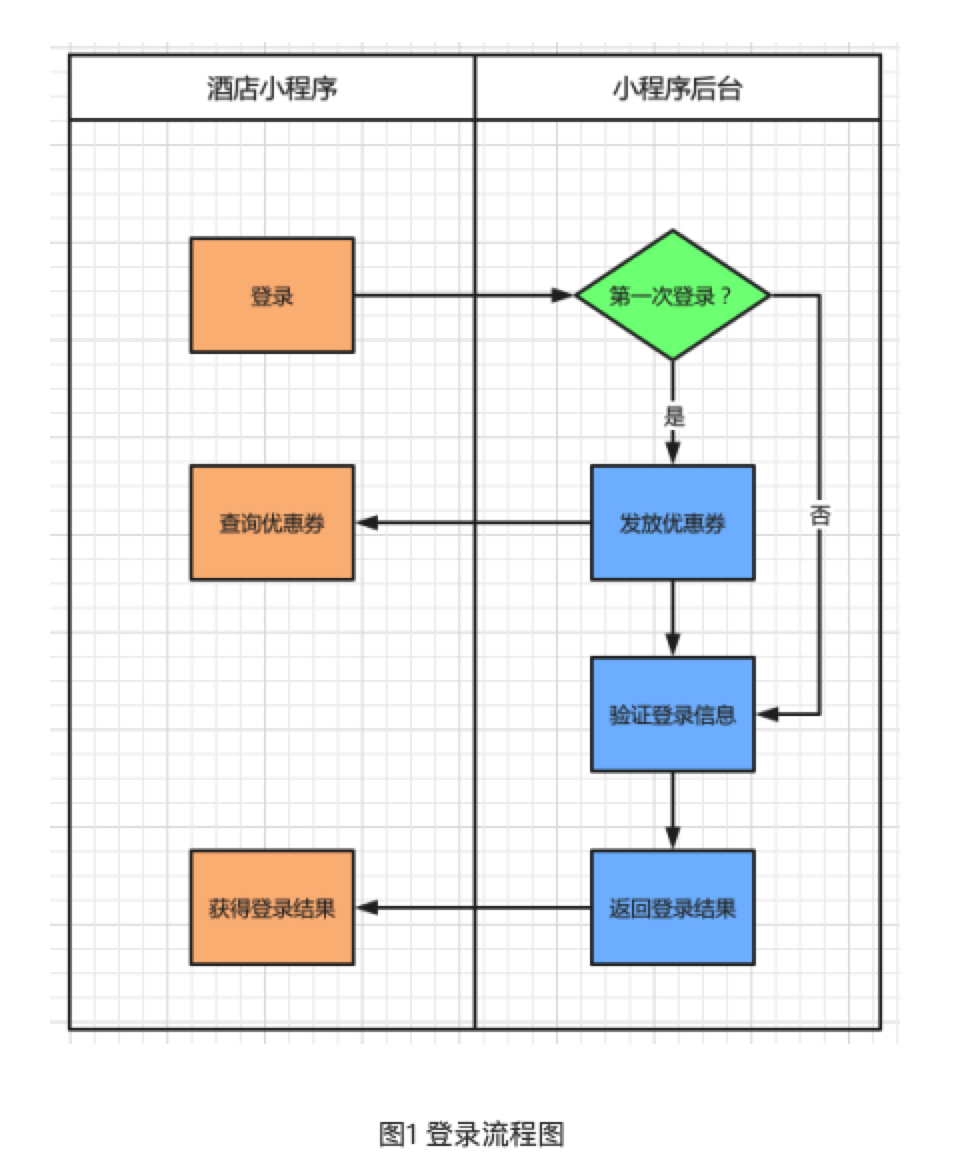 酒店小程序
小程序后台
登录
第一次登录？
是
查询优惠券
发放优惠券
否
验证登录信息
获得登录结果
返回登录结果
图1 登录流程图